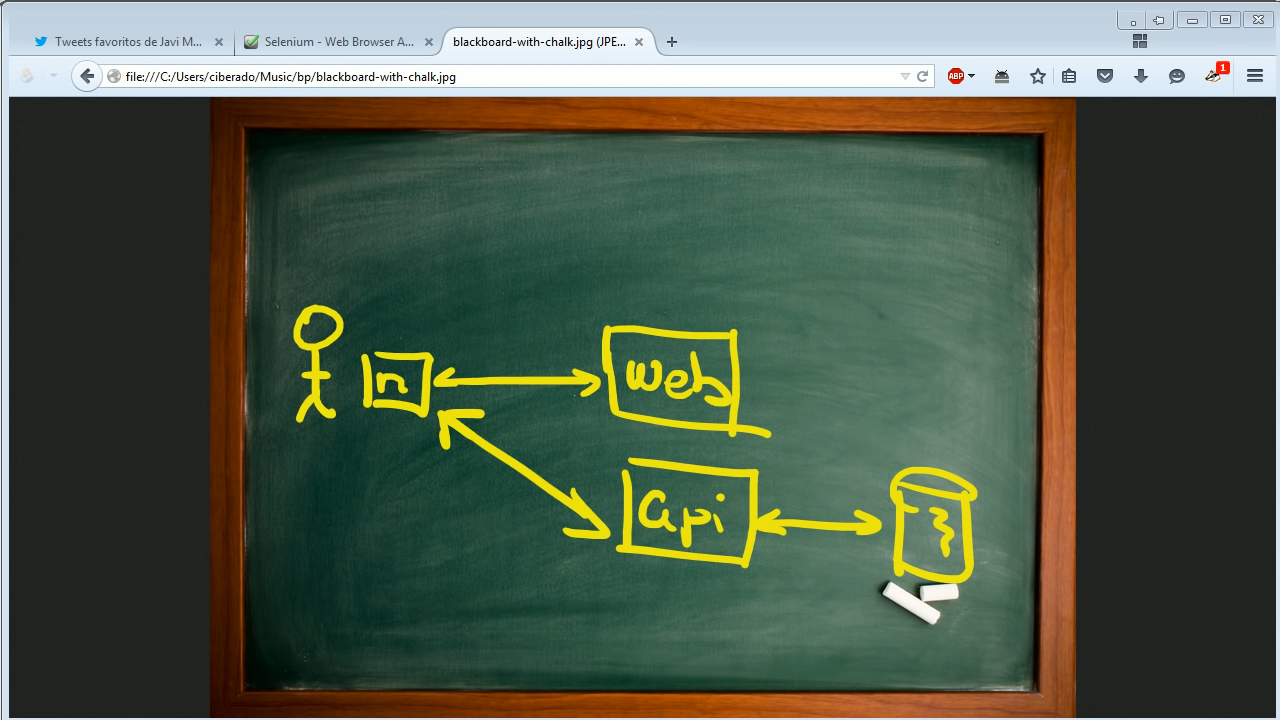 Tweets favoritos de Javi M...
Selenium - Web Browser A...
blackboard-with-chalk.jpg (JPE...
file:///C:/Users/ciberado/Music/bp/blackboard-with-chalk.jpg
ABP
1
n
Web
api